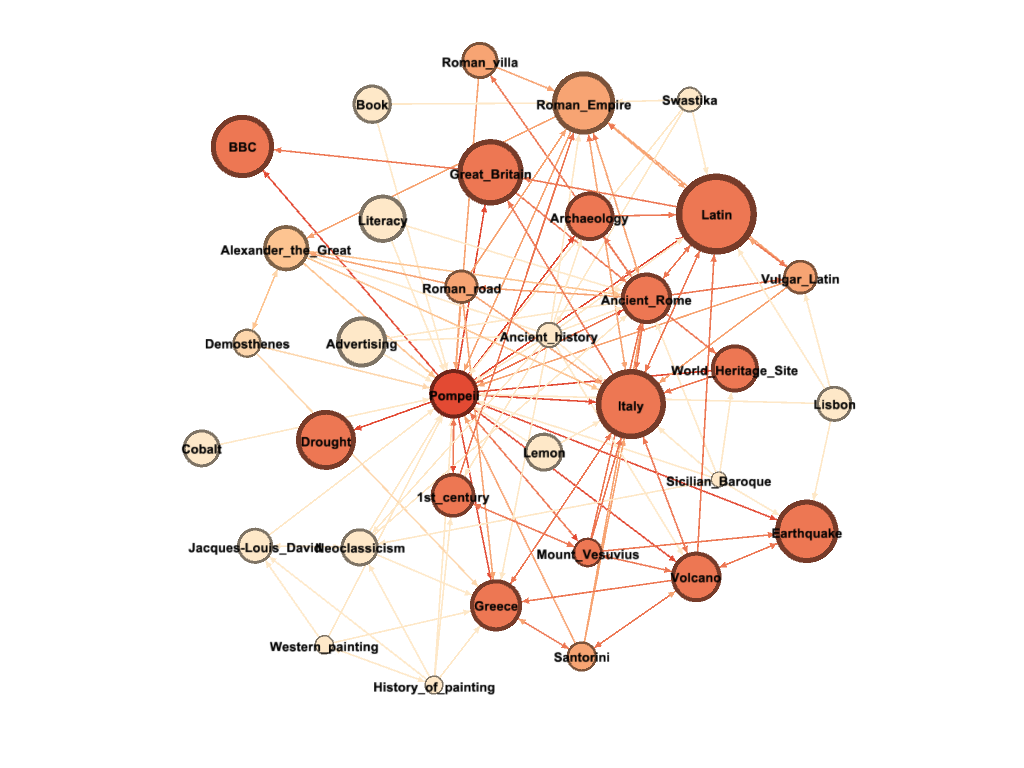 Roman_villa
Book
Roman_Empire
Swastika
BBC
Great_Britain
Literacy
Archaeology
Latin
Alexander_the_Great
Vulgar_Latin
Roman_road
Ancient_Rome
Ancient_history
Demosthenes
Advertising
World_Heritage_Site
Pompeii
Italy
Lisbon
Drought
Cobalt
Lemon
Sicilian_Baroque
1st_century
Earthquake
Jacques-Louis_David
Neoclassicism
Mount_Vesuvius
Volcano
Greece
Western_painting
Santorini
History_of_painting